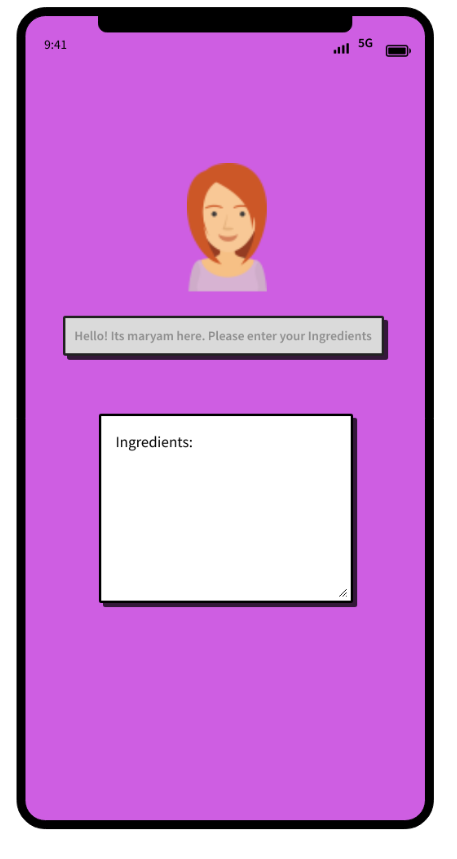 9:41 5G
Hello! Its maryam here. Please enter your Ingredients
Ingredients: